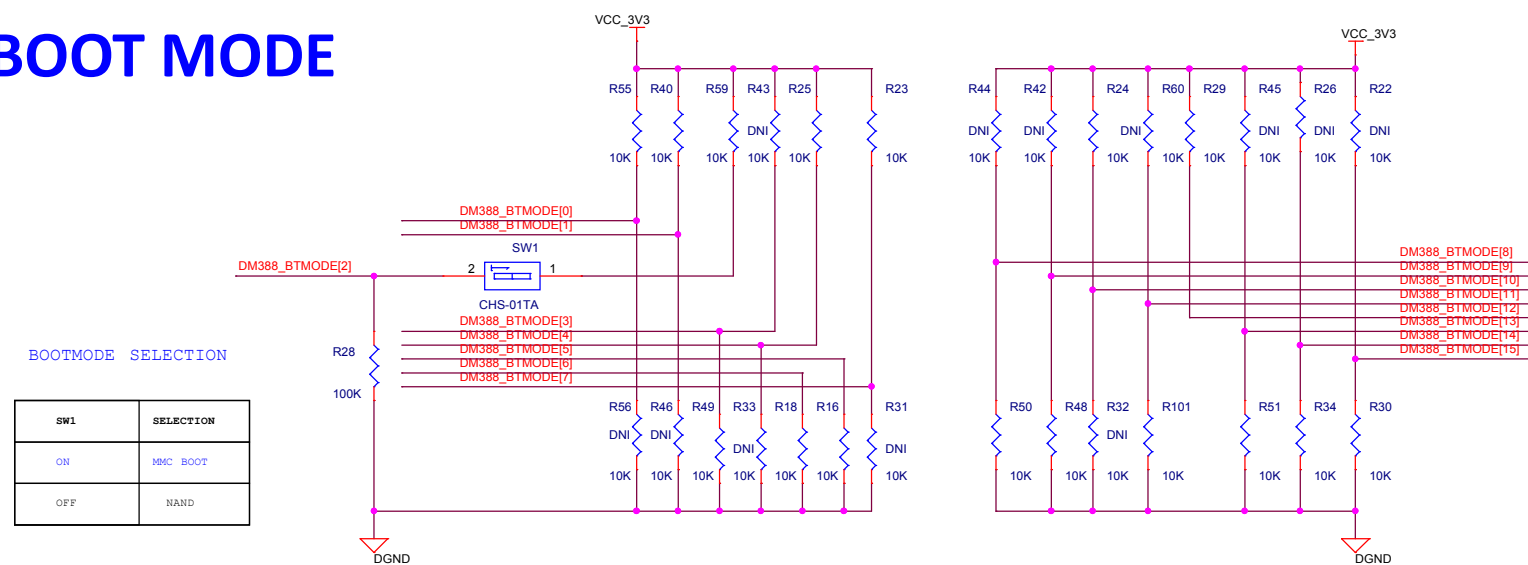 BOOT MODE
VCC_3V3
VCC_3V3
R55 R40 R59 R43 R25 R23 R44 R42 R24 R60 R29 R45 R26 R22
DNI DNI DNI DNI DNI DNI DNI
10K 10K 10K 10K 10K 10K 10K 10K 10K 10K 10K 10K 10K
DM388_BTMODE[0]
DM388_BTMODE[1]
SW1
DM388_BTMODE[2] 2 1
CHS-01TA
DM388_BTMODE[3]
DM388_BTMODE[4]
DM388_BTMODE[5]
DM388_BTMODE[6]
DM388_BTMODE[7]
DM388_BTMODE[8]
DM388_BTMODE[9]
DM388_BTMODE[10]
DM388_BTMODE[11]
DM388_BTMODE[12]
DM388_BTMODE[13]
DM388_BTMODE[14]
DM388_BTMODE[15]
BOOTMODE SELECTION
R28
100K
SW1 SELECTION
ON MMC BOOT
OFF NAND
R56 R46 R49 R33 R18 R16 R31 R50 R48 R32 R101 R51 R34 R30
DNI DNI DNI DNI DNI
10K 10K 10K 10K 10K 10K 10K 10K 10K 10K 10K 10K 10K 10K
DGND
DGND